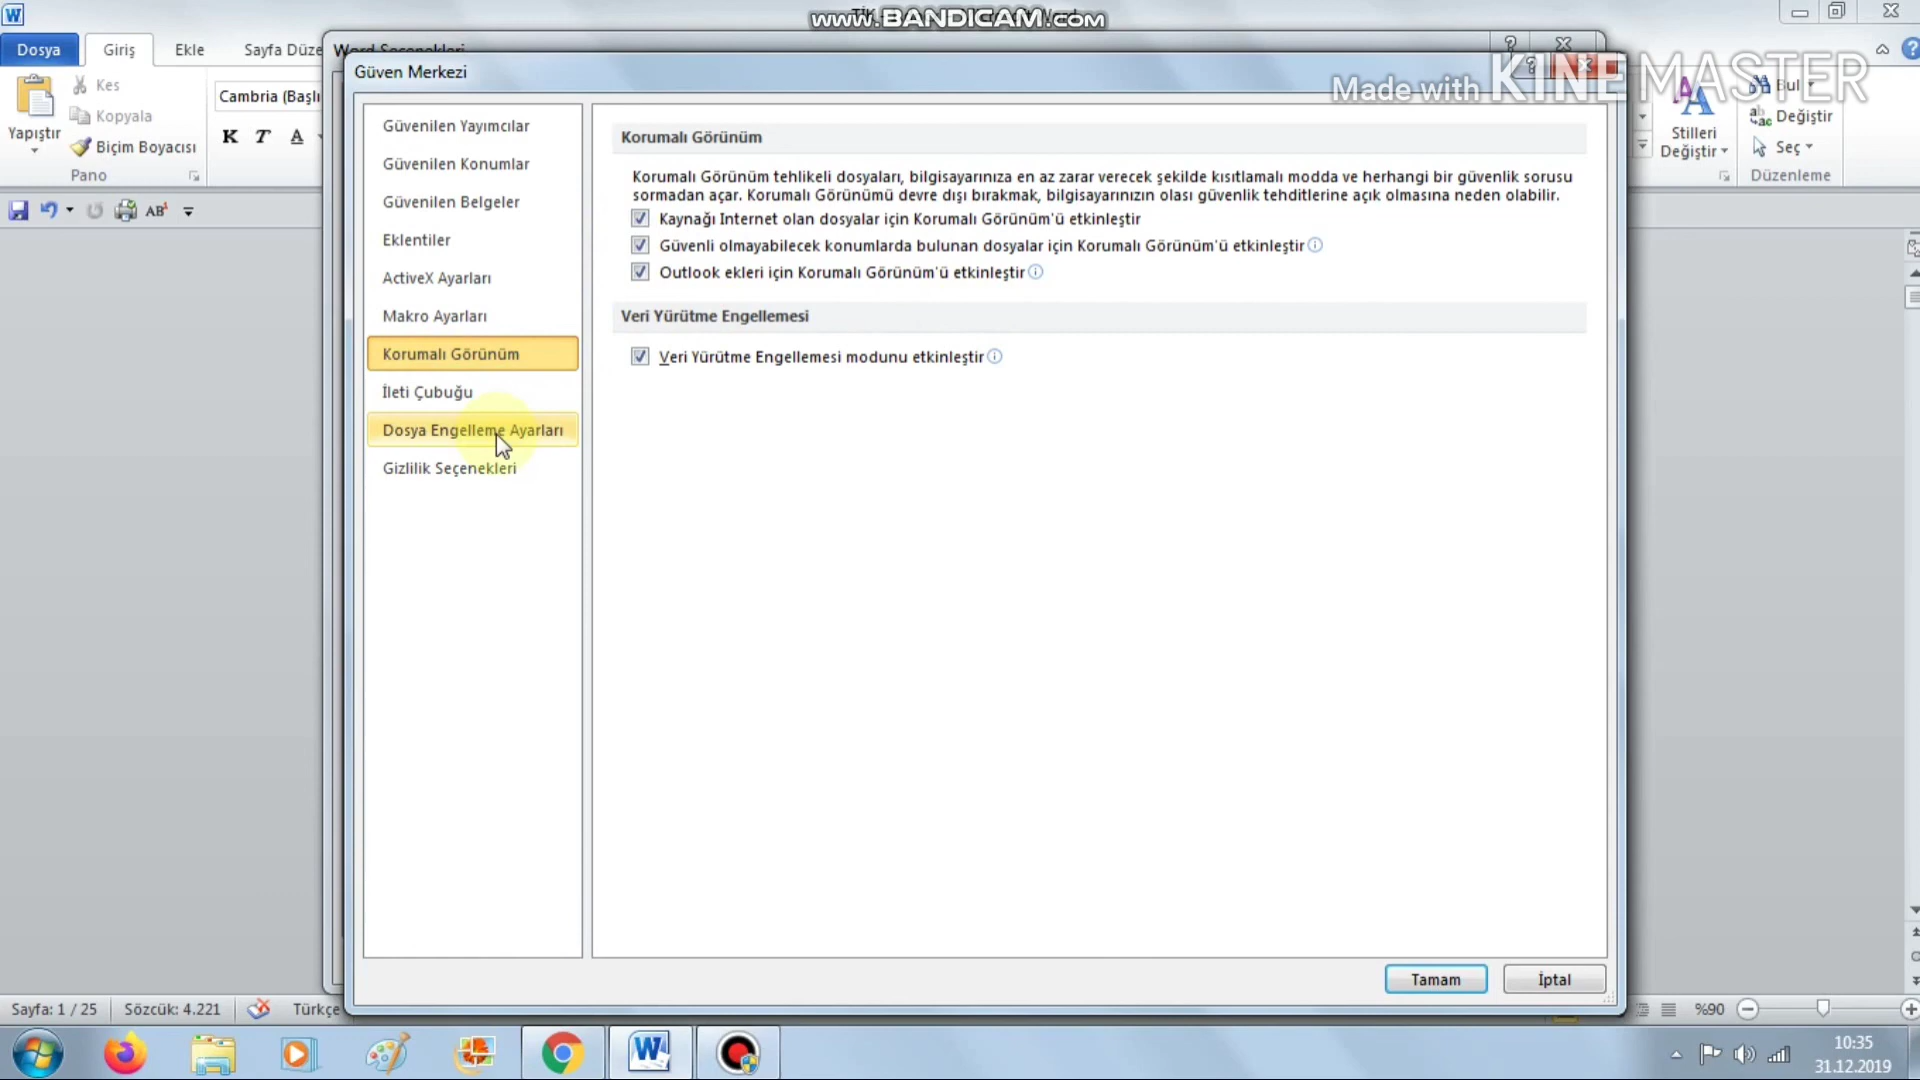 www.BANDICAM.com
Made with KINEMASTER
Dosya
Giriş
Ekle
Sayfa Düze
Word Seçenekleri
Güven Merkezi
Yapıştır
Kes
Kopyala
Biçim Boyacısı
Pano
Cambria (Başlı
K T A
Stilleri
Değiştir
Bul
Değiştir
Seç
Düzenleme
Güvenilen Yayımcılar
Güvenilen Konumlar
Güvenilen Belgeler
Eklentiler
ActiveX Ayarları
Makro Ayarları
Korumalı Görünüm
İleti Çubuğu
Dosya Engelleme Ayarları
Gizlilik Seçenekleri
Korumalı Görünüm
Korumalı Görünüm tehlikeli dosyaları, bilgisayarınıza en az zarar verecek şekilde kısıtlamalı modda ve herhangi bir güvenlik sorusu
sormadan açar. Korumalı Görünümü devre dışı bırakmak, bilgisayarınızın olası güvenlik tehditlerine açık olmasına neden olabilir.
Kaynağı Internet olan dosyalar için Korumalı Görünüm'ü etkinleştir
Güvenli olmayabilecek konumlarda bulunan dosyalar için Korumalı Görünüm'ü etkinleştir
Outlook ekleri için Korumalı Görünüm'ü etkinleştir
Veri Yürütme Engellemesi
Veri Yürütme Engellemesi modunu etkinleştir
Tamam
İptal
Sayfa: 1 / 25
Sözcük: 4.221
Türkçe
%90
10:35
31.12.2019